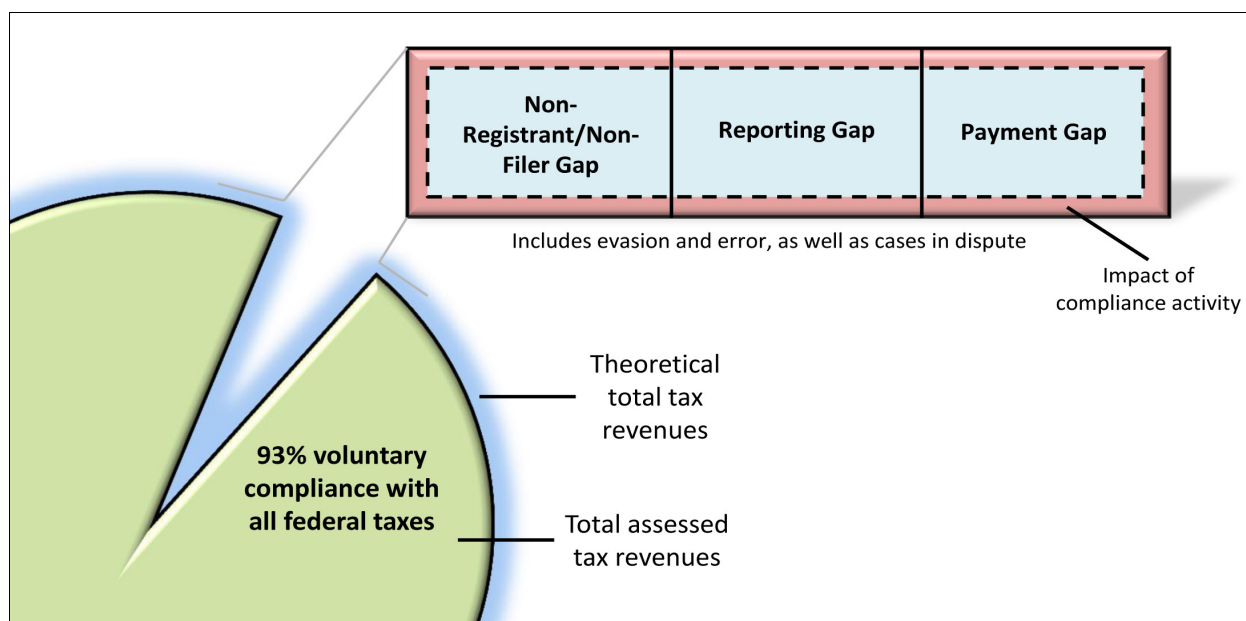 Non-
Registrant/Non-
Filer Gap
Reporting Gap
Payment Gap
Includes evasion and error, as well as cases in dispute
Impact of
compliance activity
Theoretical
total tax
revenues
93% voluntary
compliance with
all federal taxes
Total assessed
tax revenues